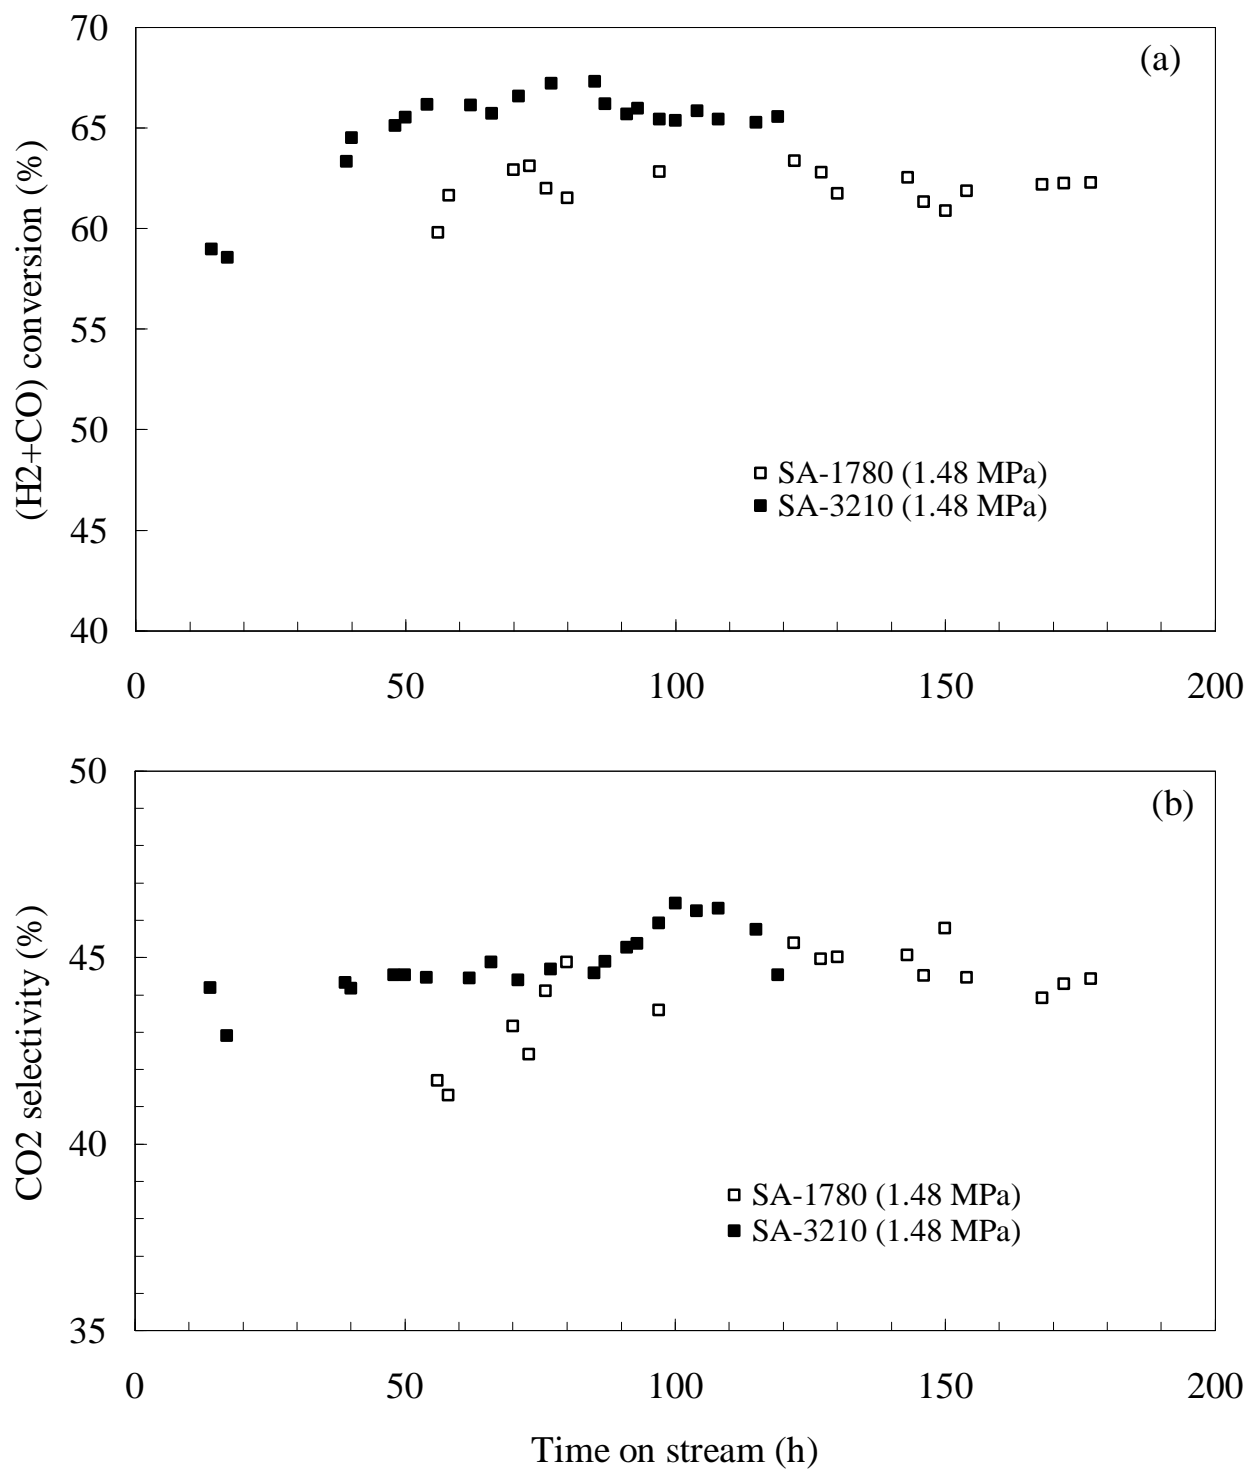 70
(a)
65
60
55
50
45
40
(H2+CO) conversion (%)
SA-1780 (1.48 MPa)
SA-3210 (1.48 MPa)
0 50 100 150 200
50
(b)
45
40
35
CO2 selectivity (%)
SA-1780 (1.48 MPa)
SA-3210 (1.48 MPa)
0 50 100 150 200
Time on stream (h)